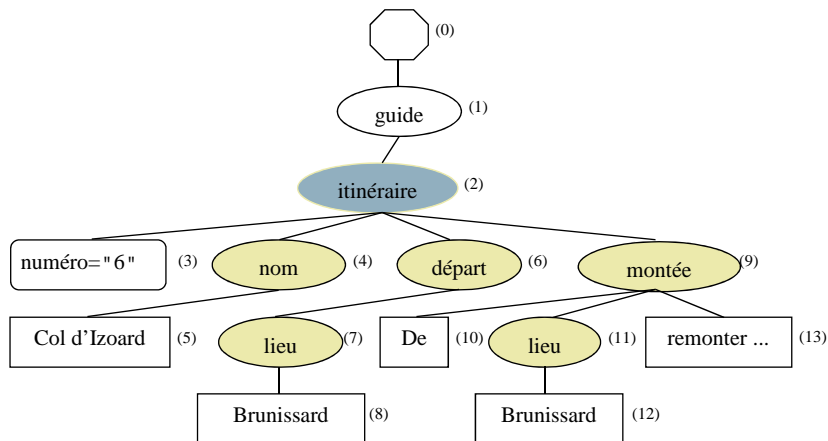 (0)
guide (1)
itinéraire (2)
numéro="6" (3) nom (4) départ (6) montée (9)
Col d'Izoard (5) lieu (7) De (10) lieu (11) remonter ... (13)
Brunissard (8) Brunissard (12)